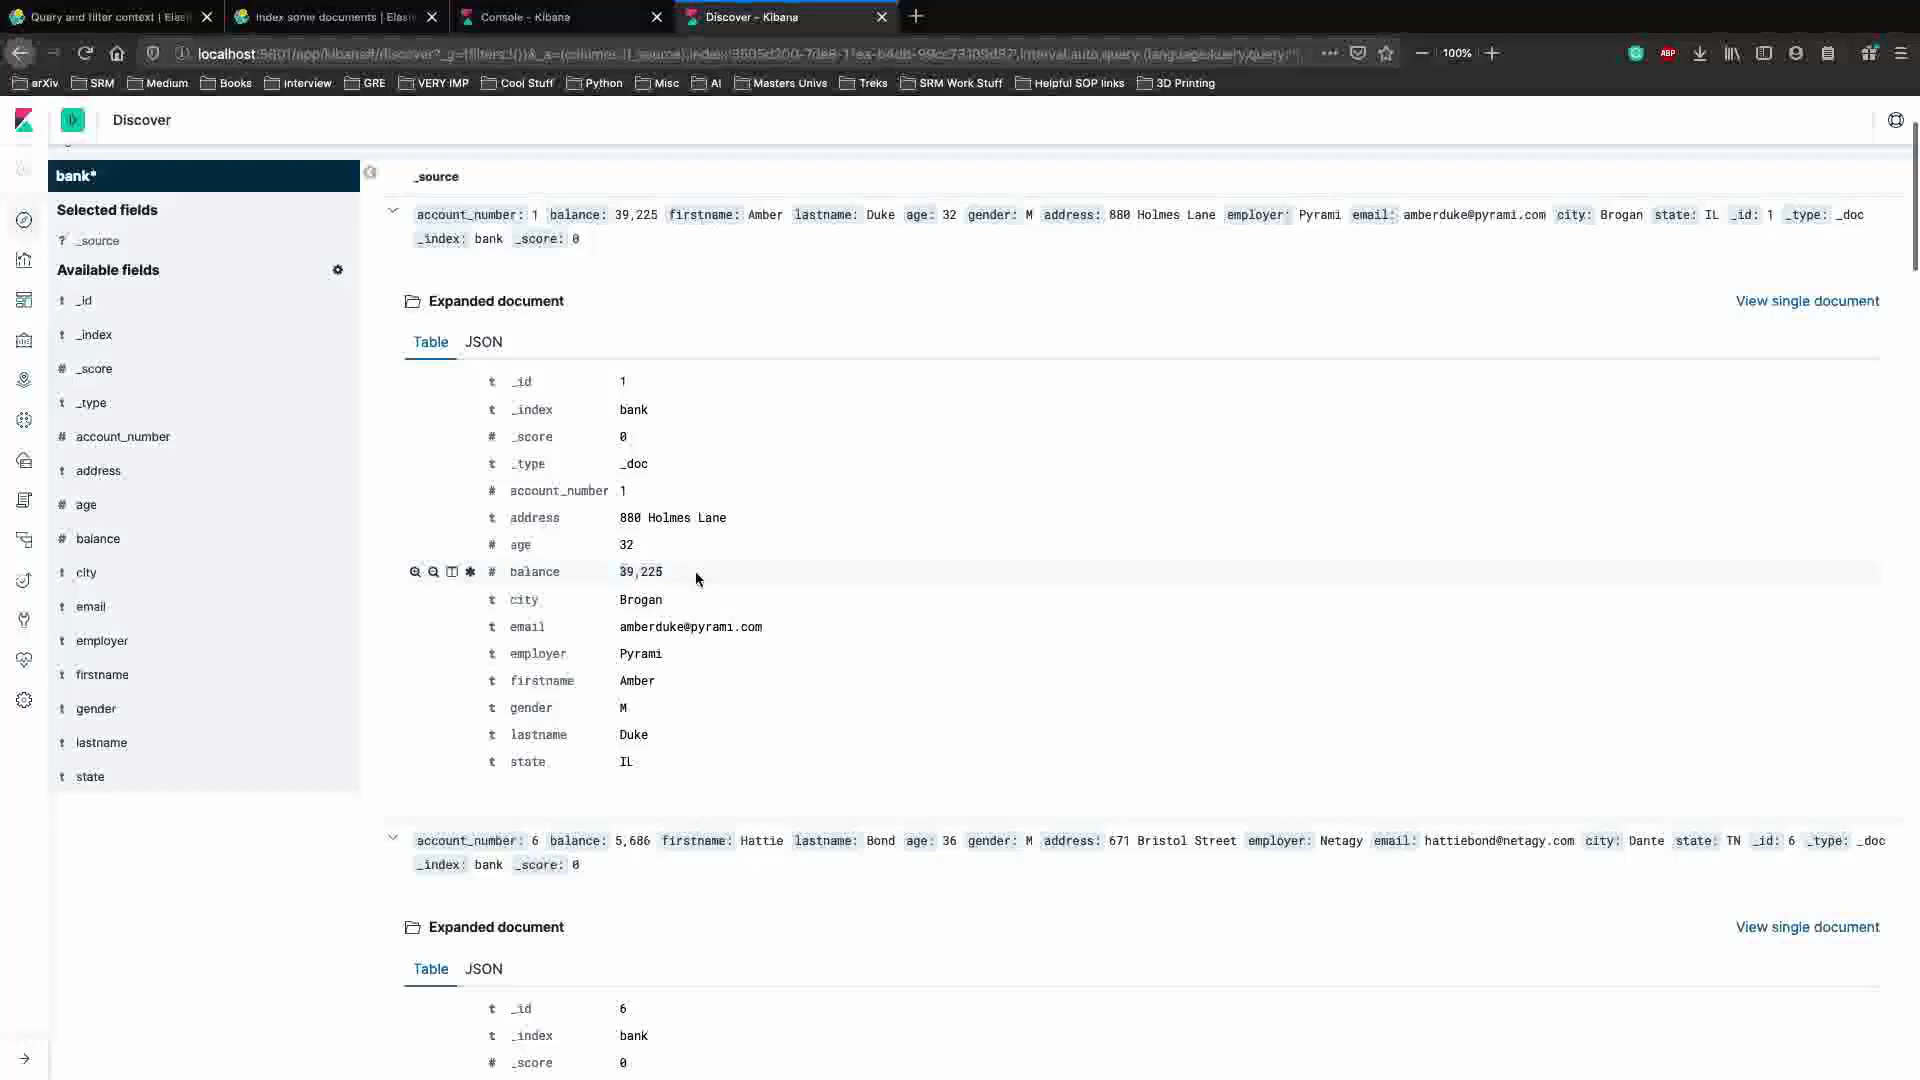 Query and filter context | Elas
Index some documents | Elas
Console - Kibana
Discover - Kibana
100%
ABP
arXiv SRM Medium Books Interview GRE VERY IMP Cool Stuff Python Misc AI Masters Univs Treks SRM Work Stuff Helpful SOP links 3D Printing
Discover
bank*
Selected fields
? _source
Available fields
t _id
t _index
# _score
t _type
# account_number
t address
# age
# balance
t city
t email
t employer
t firstname
t gender
t lastname
t state
_source
account_number: 1 balance: 39,225 firstname: Amber lastname: Duke age: 32 gender: M address: 880 Holmes Lane employer: Pyrami email: amberduke@pyrami.com city: Brogan state: IL _id: 1 _type: _doc
_index: bank _score: 0
Expanded document View single document
Table JSON
t _id 1
t _index bank
# _score 0
t _type _doc
# account_number 1
t address 880 Holmes Lane
# age 32
# balance 39,225
t city Brogan
t email amberduke@pyrami.com
t employer Pyrami
t firstname Amber
t gender M
t lastname Duke
t state IL
account_number: 6 balance: 5,686 firstname: Hattie lastname: Bond age: 36 gender: M address: 671 Bristol Street employer: Netagy email: hattiebond@netagy.com city: Dante state: TN _id: 6 _type: _doc
_index: bank _score: 0
Expanded document View single document
Table JSON
t _id 6
t _index bank
# _score 0